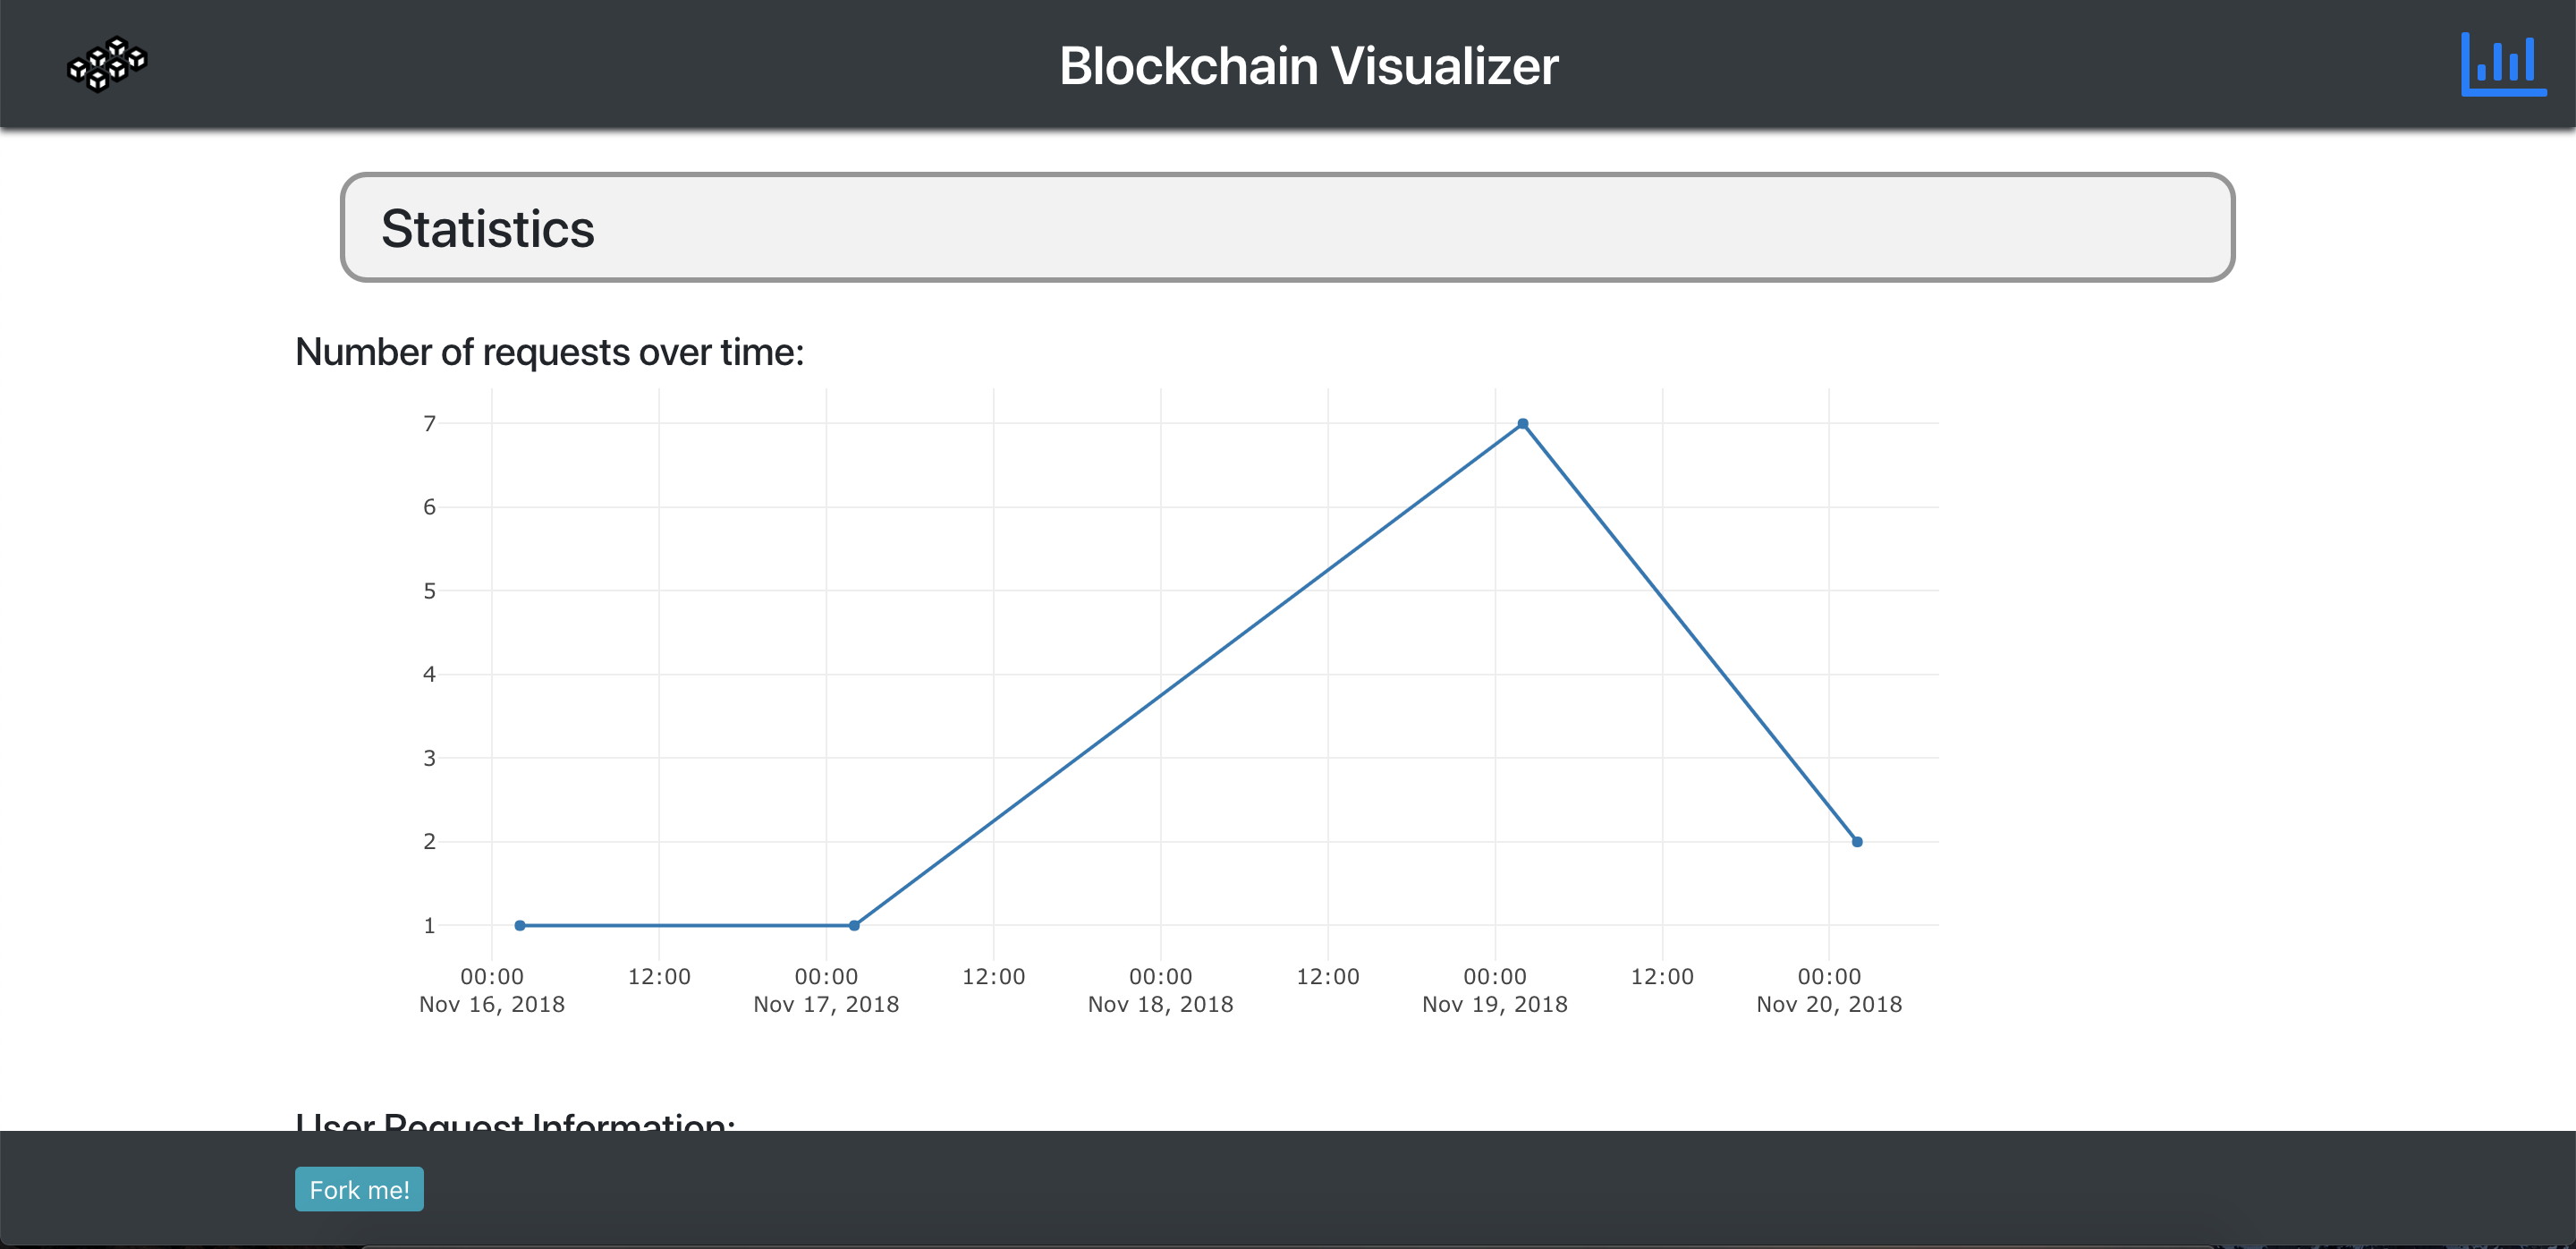 Blockchain Visualizer
Statistics
Number of requests over time:
7
6
5
4
3
2
1
00:00 12:00 00:00 12:00 00:00 12:00 00:00 12:00 00:00
Nov 16, 2018 Nov 17, 2018 Nov 18, 2018 Nov 19, 2018 Nov 20, 2018
User Request Information:
Fork me!